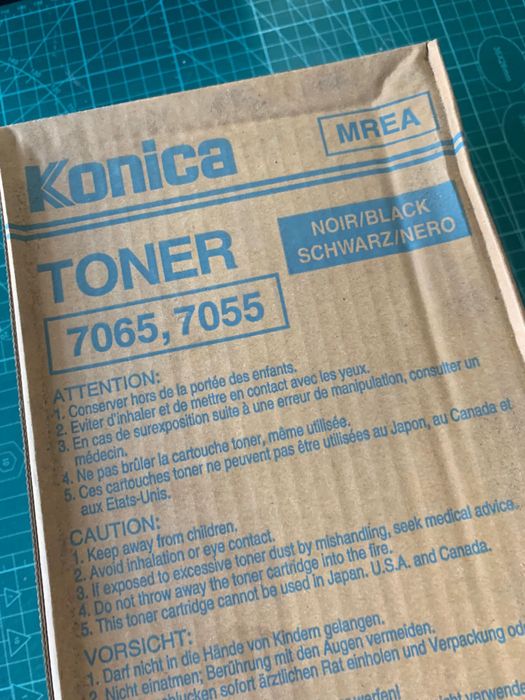 Konica
MREA
TONER
NOIR/BLACK
SCHWARZ/NERO
7065, 7055
ATTENTION:
1. Conserver hors de la portée des enfants.
2. Eviter d'inhaler et de mettre en contact avec les yeux.
3. En cas de surexposition suite à une erreur de manipulation, consulter un
médecin.
4. Ne pas brûler la cartouche toner, même utilisée.
5. Ces cartouches toner ne peuvent pas être utilisées au Japon, au Canada et
aux Etats-Unis.
CAUTION:
1. Keep away from children.
2. Avoid inhalation or eye contact.
3. If exposed to excessive toner dust by mishandling, seek medical advice.
4. Do not throw away the toner cartridge into the fire.
5. This toner cartridge cannot be used in Japan. U.S.A. and Canada.
VORSICHT:
1. Darf nicht in die Hände von Kindern gelangen.
2. Nicht einatmen; Berührung mit den Augen vermeiden.
sofort ärztlichen Rat einholen und Verpackung